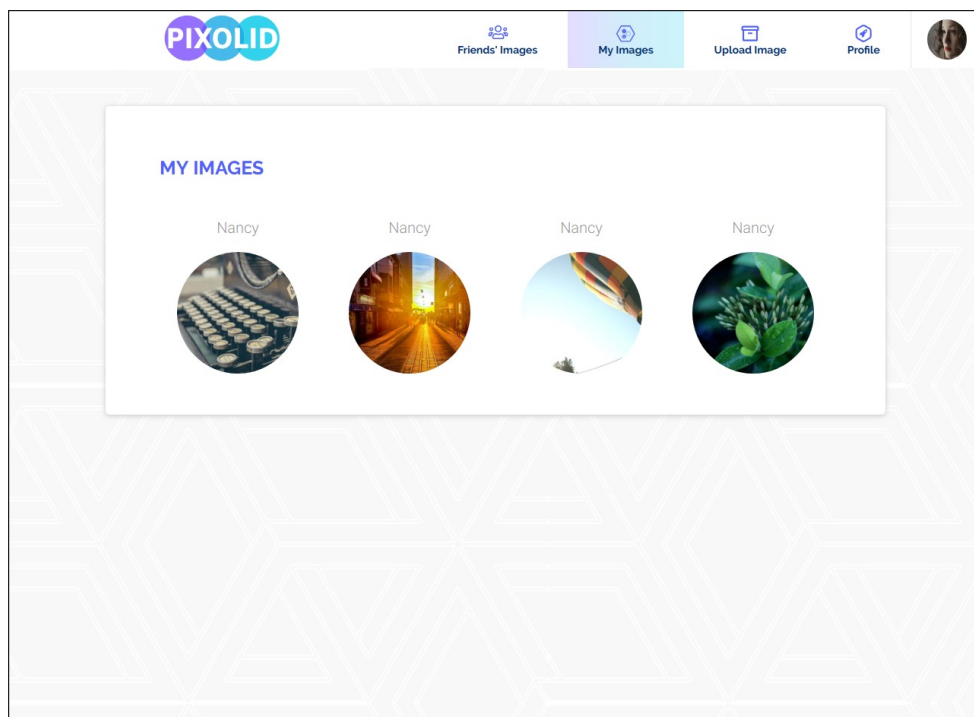 PIXOLID
Friends' Images
My Images
Upload Image
Profile
MY IMAGES
Nancy
Nancy
Nancy
Nancy